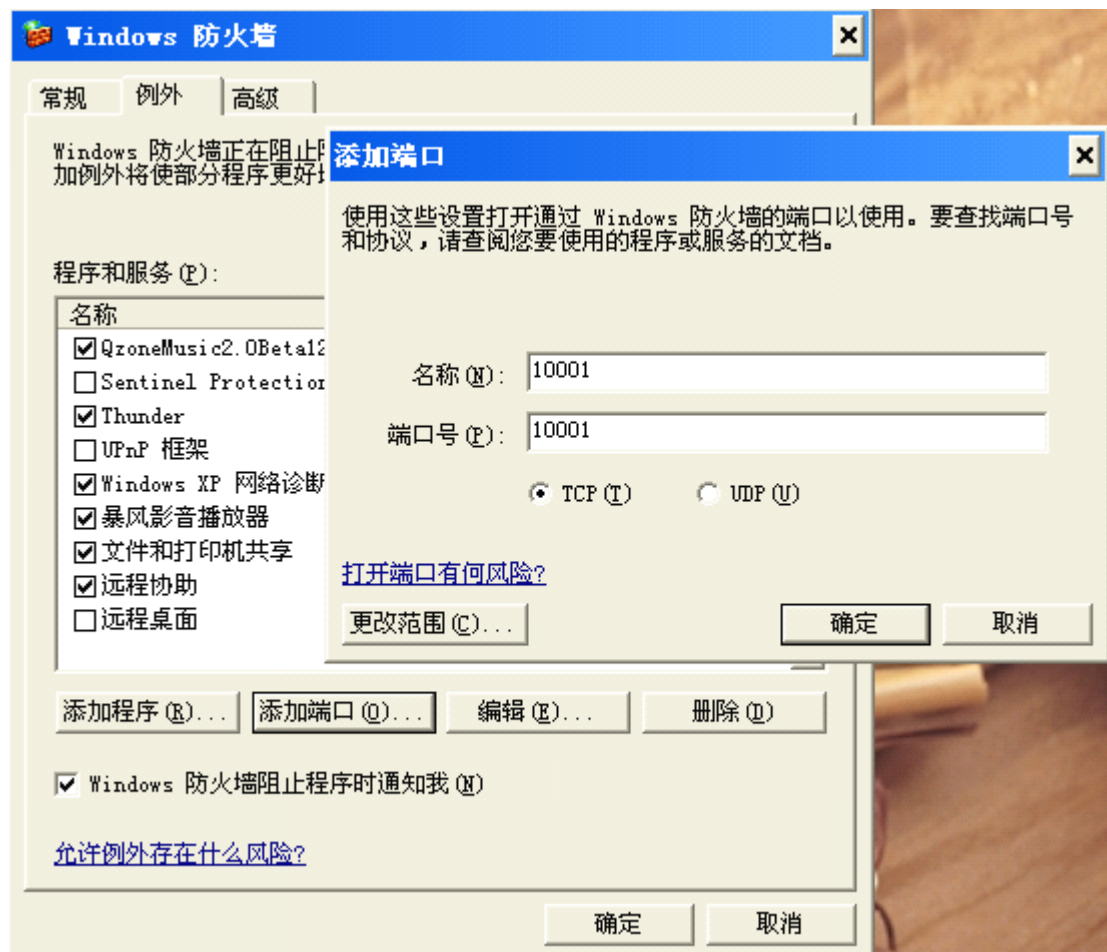 Windows 防火墙
常规 例外 高级
Windows 防火墙正在阻止
加例外将使部分程序更好
程序和服务(P):
名称
QzoneMusic2.0Beta12
Sentinel Protection
Thunder
UPnP 框架
Windows XP 网络诊断
暴风影音播放器
文件和打印机共享
远程协助
远程桌面
添加程序(R)... 添加端口(O)... 编辑(E)... 删除(D)
Windows 防火墙阻止程序时通知我(N)
允许例外存在什么风险?
确定 取消
添加端口
使用这些设置打开通过 Windows 防火墙的端口以使用。要查找端口号
和协议，请查阅您要使用的程序或服务的文档。
名称(N): 10001
端口号(P): 10001
TCP(T) UDP(U)
打开端口有何风险?
更改范围(C)... 确定 取消